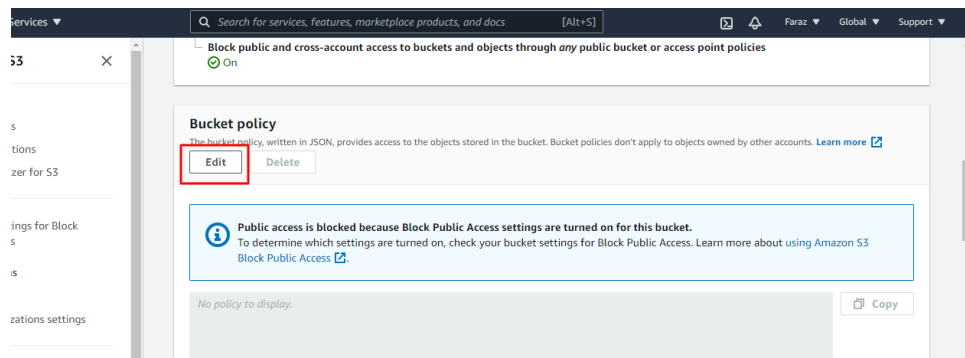 Services ▼
Search for services, features, marketplace products, and docs [Alt+S]
Faraz ▼ Global ▼ Support ▼
S3
Block public and cross-account access to buckets and objects through any public bucket or access point policies
On
Bucket policy
The bucket policy, written in JSON, provides access to the objects stored in the bucket. Bucket policies don't apply to objects owned by other accounts. Learn more
Edit Delete
zer for S3
Public access is blocked because Block Public Access settings are turned on for this bucket.
To determine which settings are turned on, check your bucket settings for Block Public Access. Learn more about using Amazon S3
Block Public Access.
tings for Block
No policy to display.
Copy
zations settings